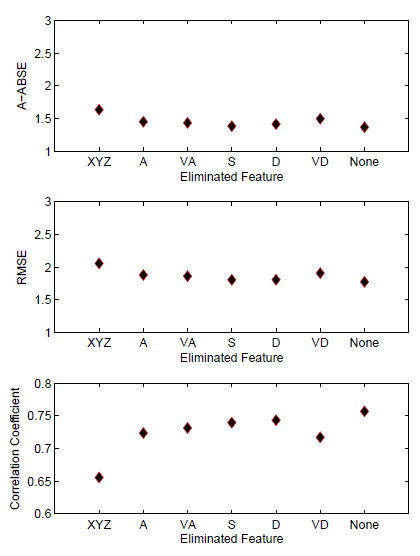 3
2.5
2
1.5
1
A-ABSE
XYZ A VA S D VD None
Eliminated Feature
3
2.5
2
1.5
1
RMSE
XYZ A VA S D VD None
Eliminated Feature
0.8
0.75
0.7
0.65
0.6
Correlation Coefficient
XYZ A VA S D VD None
Eliminated Feature